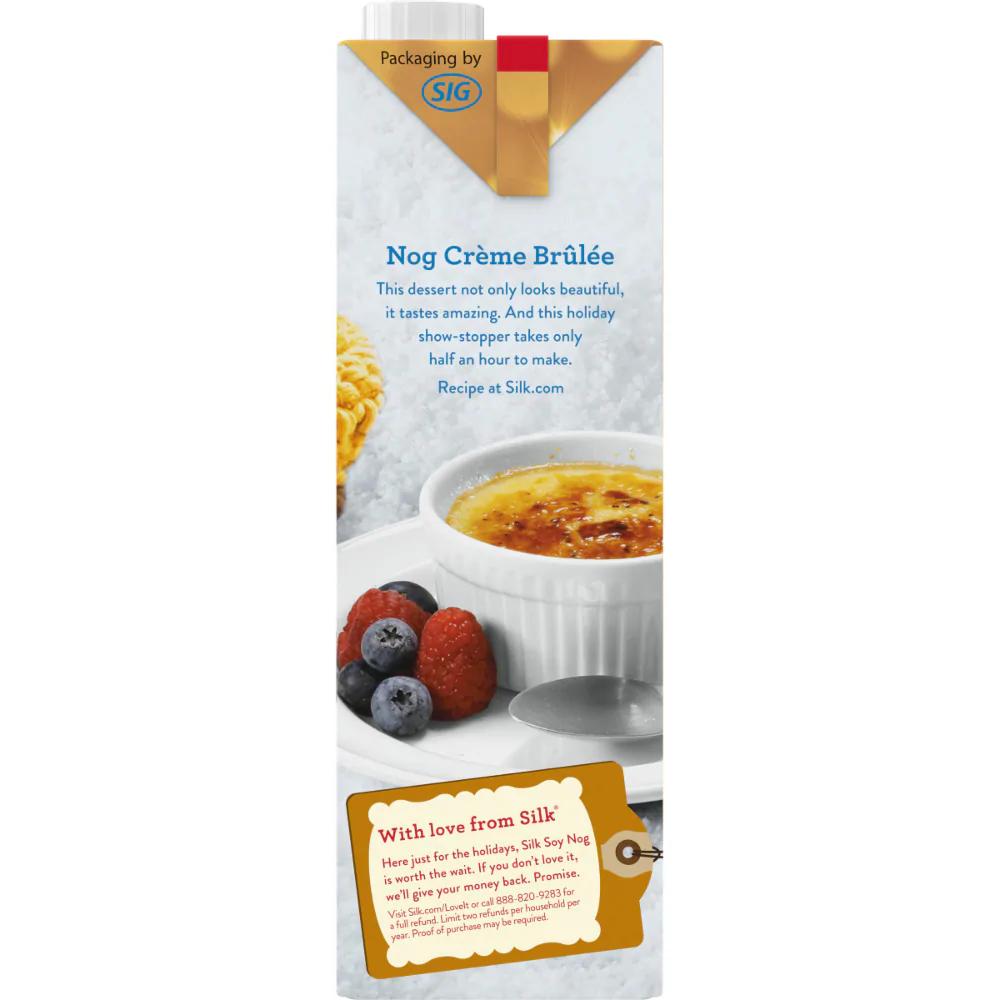 Packaging by
SIG
Nog Crème Brûlée
This dessert not only looks beautiful,
it tastes amazing. And this holiday
show-stopper takes only
half an hour to make.
Recipe at Silk.com
With love from Silk®
Here just for the holidays, Silk Soy Nog
is worth the wait. If you don't love it,
we'll give your money back. Promise.
Visit Silk.com/LoveIt or call 888-820-9283 for
a full refund. Limit two refunds per household per
year. Proof of purchase may be required.